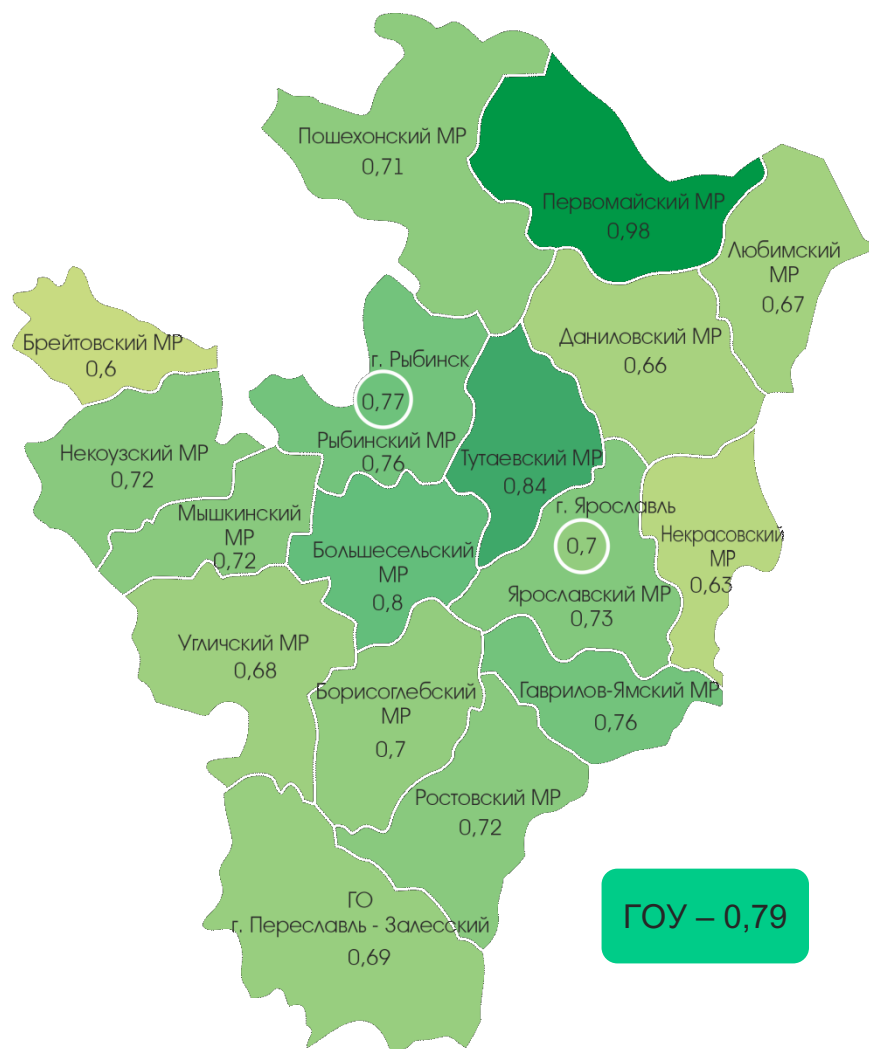 Пошехонский МР
0,71
Первомайский МР
0,98
Любимский
МР
0,67
Брейтовский МР
0,6
Даниловский МР
0,66
г. Рыбинск
0,77
Рыбинский МР
0,76
Некоузский МР
0,72
Тутаевский МР
0,84
Мышкинский
МР
0,72
г. Ярославль
0,7
Ярославский МР
0,73
Некрасовский
МР
0,63
Большесельский
МР
0,8
Угличский МР
0,68
Борисоглебский
МР
0,7
Гаврилов-Ямский МР
0,76
Ростовский МР
0,72
ГО
г. Переславль - Залесский
0,69
ГОУ – 0,79